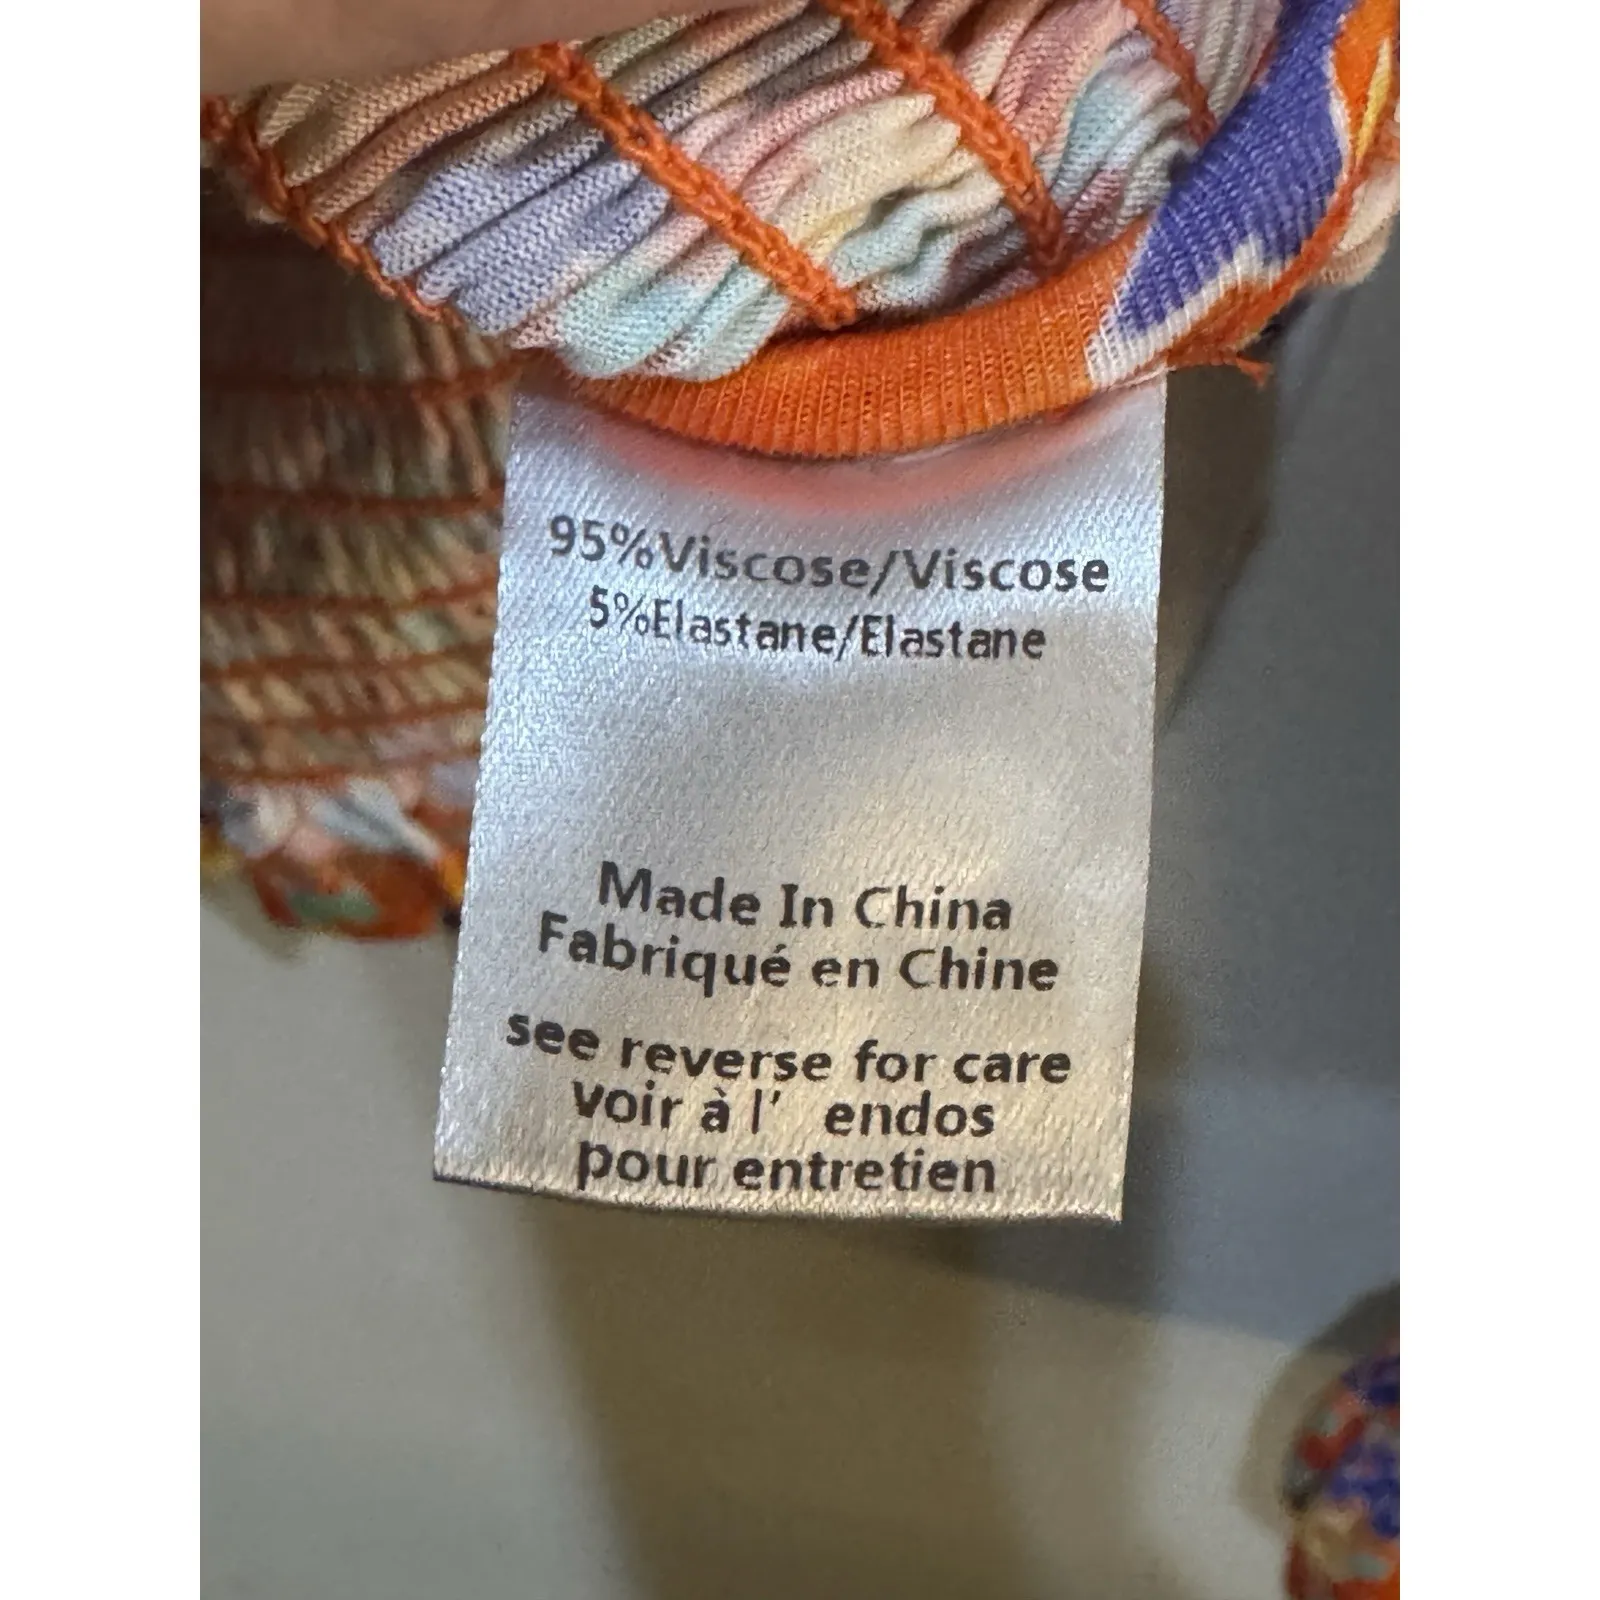 95%Viscose/Viscose
5%Elastane/Elastane
Made In China
Fabriqué en Chine
see reverse for care
voir à l' endos
pour entretien